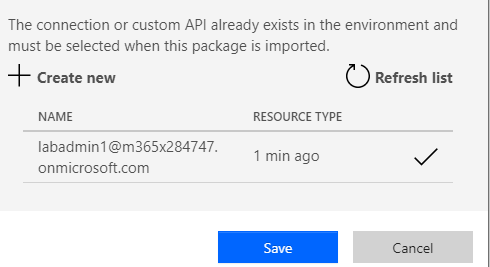 The connection or custom API already exists in the environment and
must be selected when this package is imported.
Create new Refresh list
NAME RESOURCE TYPE
labadmin1@m365x284747. 1 min ago
onmicrosoft.com
Save Cancel